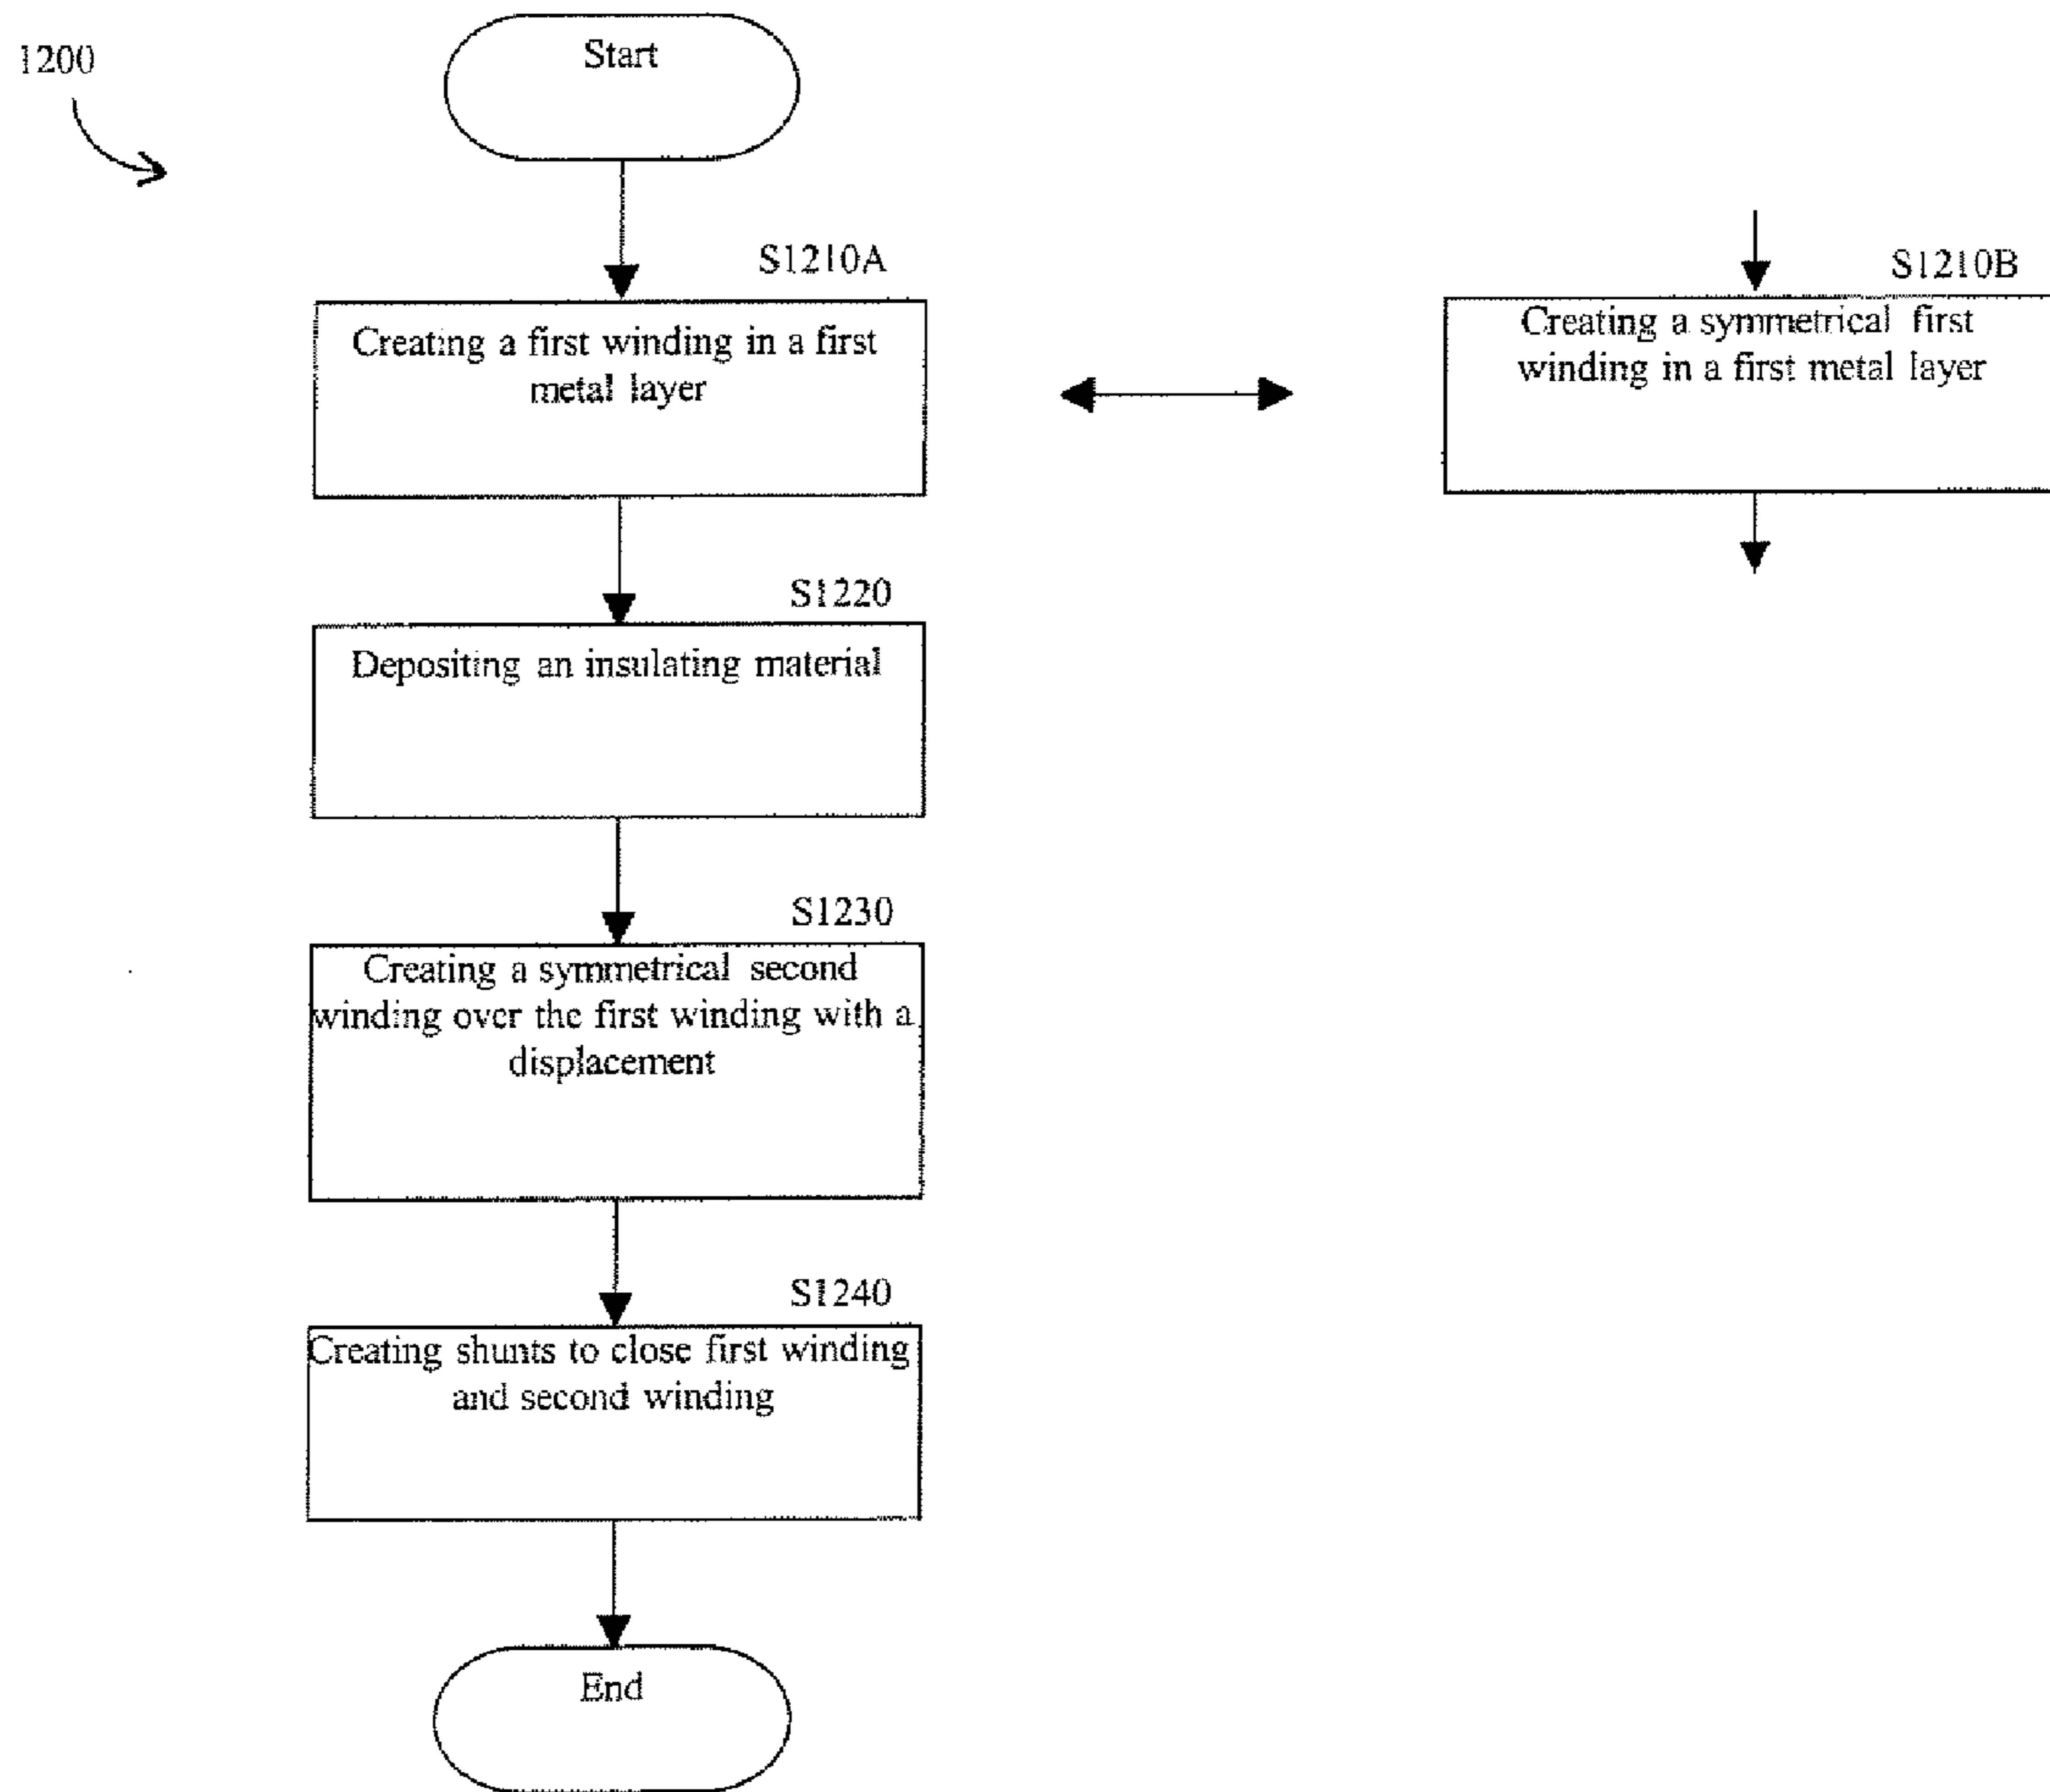 1200
Start
S1210A
Creating a first winding in a first
metal layer
S1210B
Creating a symmetrical first
winding in a first metal layer
S1220
Depositing an insulating material
S1230
Creating a symmetrical second
winding over the first winding with a
displacement
S1240
Creating shunts to close first winding
and second winding
End